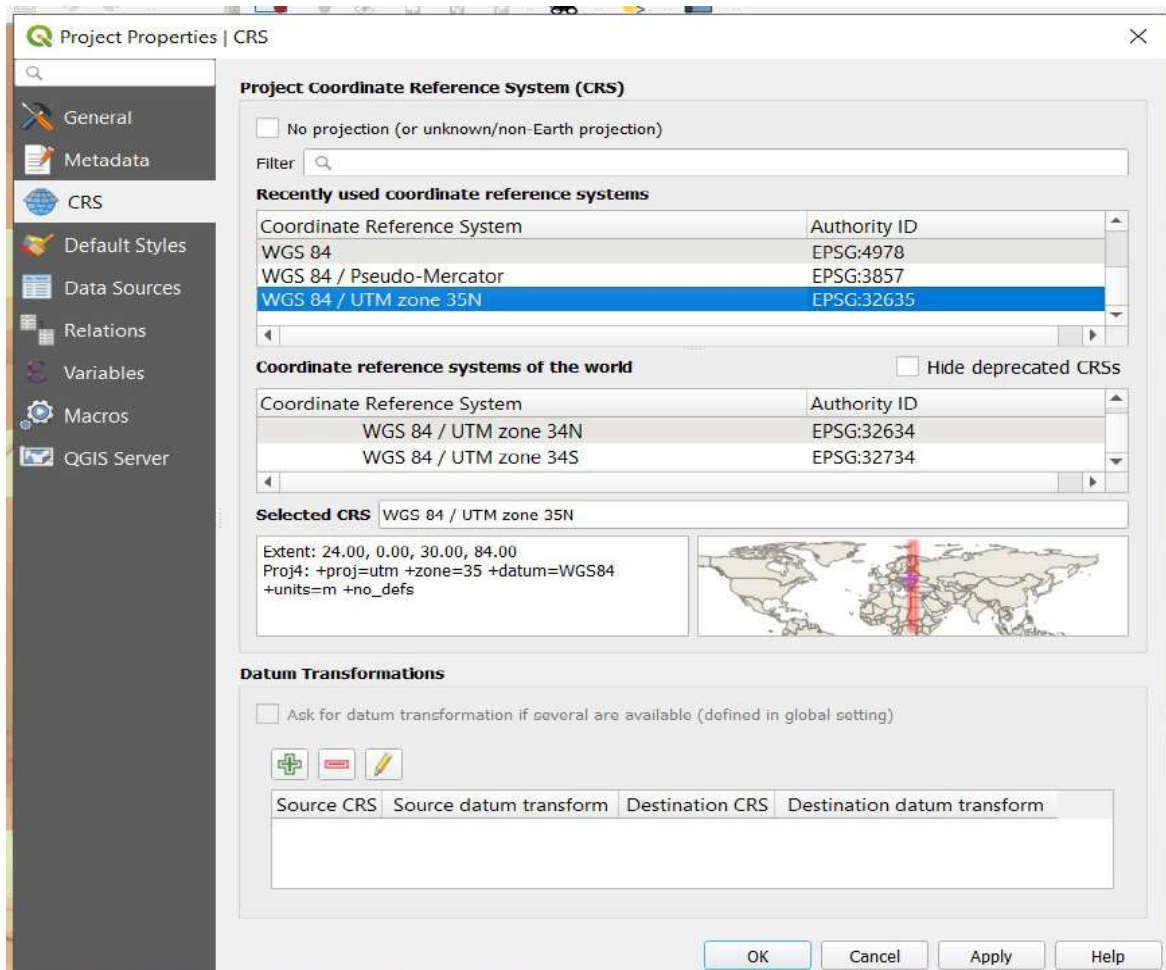 Project Properties | CRS
General
Metadata
CRS
Default Styles
Data Sources
Relations
Variables
Macros
QGIS Server
Project Coordinate Reference System (CRS)
No projection (or unknown/non-Earth projection)
Filter
Recently used coordinate reference systems
Coordinate Reference System Authority ID
WGS 84 EPSG:4978
WGS 84 / Pseudo-Mercator EPSG:3857
WGS 84 / UTM zone 35N EPSG:32635
Coordinate reference systems of the world Hide deprecated CRSs
Coordinate Reference System Authority ID
WGS 84 / UTM zone 34N EPSG:32634
WGS 84 / UTM zone 34S EPSG:32734
Selected CRS WGS 84 / UTM zone 35N
Extent: 24.00, 0.00, 30.00, 84.00
Proj4: +proj=utm +zone=35 +datum=WGS84
+units=m +no_defs
Datum Transformations
Ask for datum transformation if several are available (defined in global setting)
Source CRS Source datum transform Destination CRS Destination datum transform
OK Cancel Apply Help